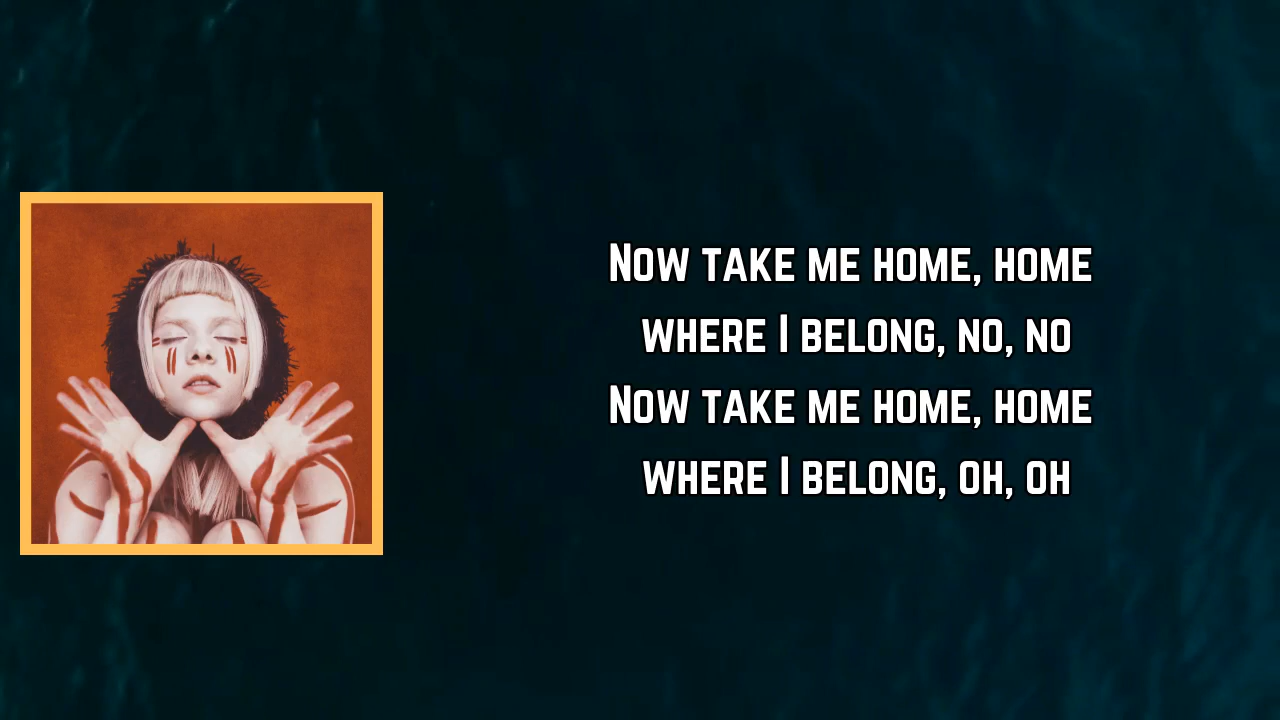 Now take me home, home
where I belong, no, no
Now take me home, home
where I belong, oh, oh